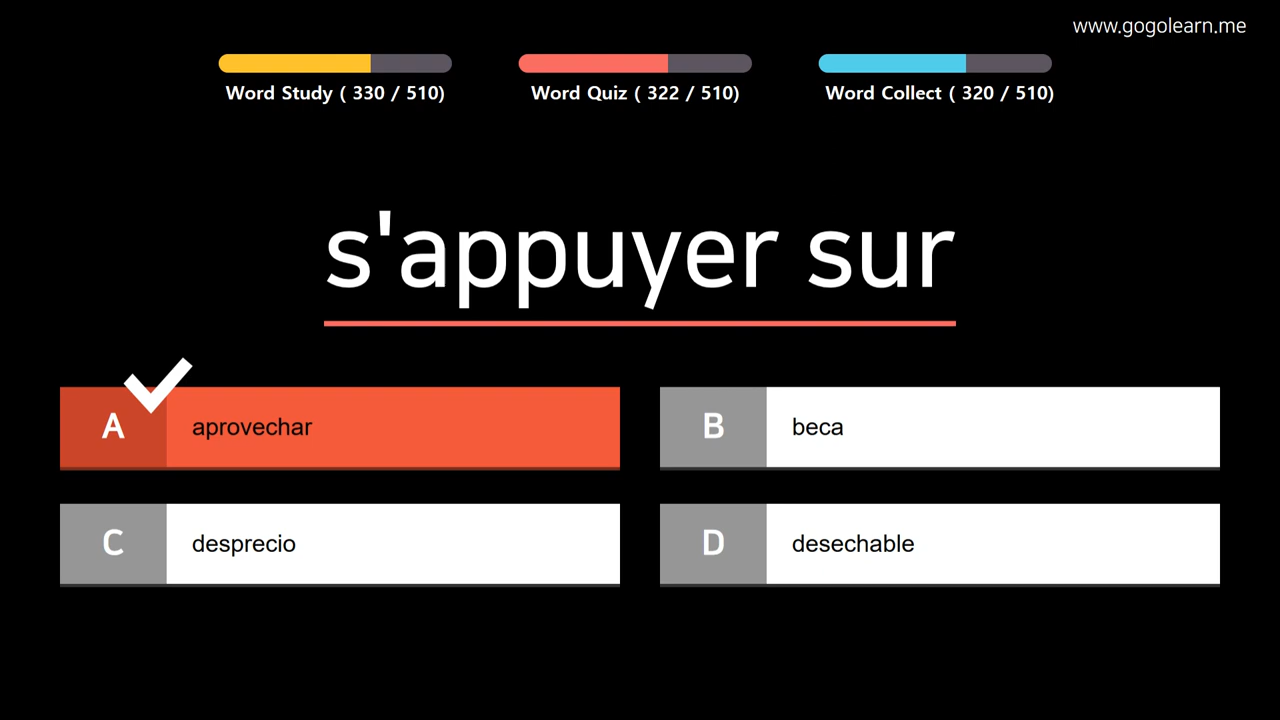 www.gogolearn.me
Word Study ( 330 / 510)
Word Quiz ( 322 / 510)
Word Collect ( 320 / 510)
s'appuyer sur
A
aprovechar
B
beca
C
desprecio
D
desechable